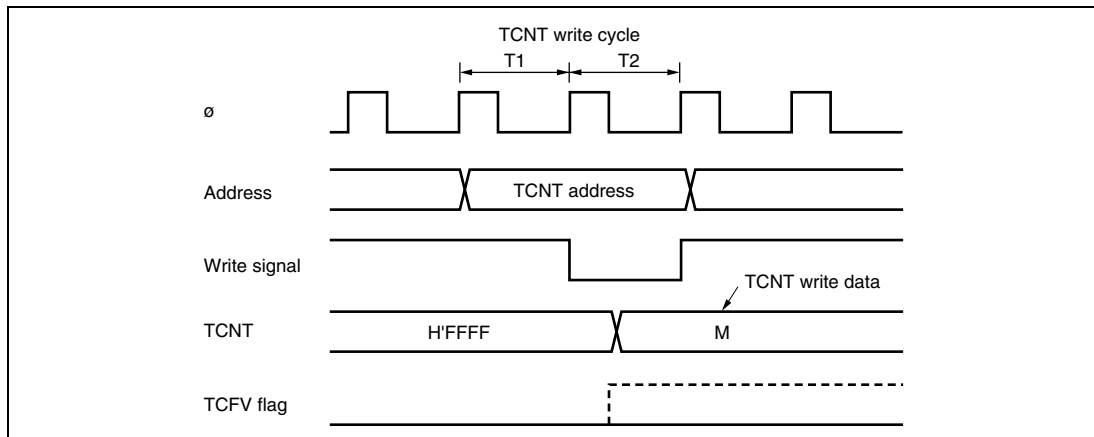 TCNT write cycle
T1 T2
ø
Address TCNT address
Write signal
TCNT write data
TCNT H'FFFF M
TCFV flag